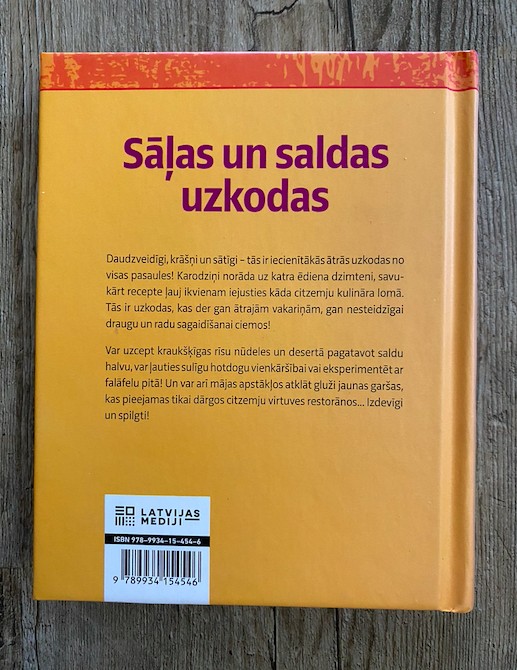 Sāļas un saldas
uzkodas
Daudzveidīgi, krāšņi un sātīgi – tās ir iecienītākās ātrās uzkodas no
visas pasaules! Karodziņi norāda uz katra ēdiena dzimteni, savu-
kārt recepte ļauj ikvienam iejusties kāda citzemju kulināra lomā.
Tās ir uzkodas, kas der gan ātrajām vakariņām, gan nesteidzīgai
draugu un radu sagaidīšanai ciemos!
Var uzcept kraukšķīgas rīsu nūdeles un desertā pagatavot saldu
halvu, var ļauties sulīgu hotdogu vienkāršībai vai eksperimentēt ar
falāfelu pitā! Un var arī mājas apstākļos atklāt gluži jaunas garšas,
kas pieejamas tikai dārgos citzemju virtuves restorānos... Izdevīgi
un spilgti!
LATVIJAS
MEDIJI
ISBN 978-9934-15-454-6
9 789934 154546